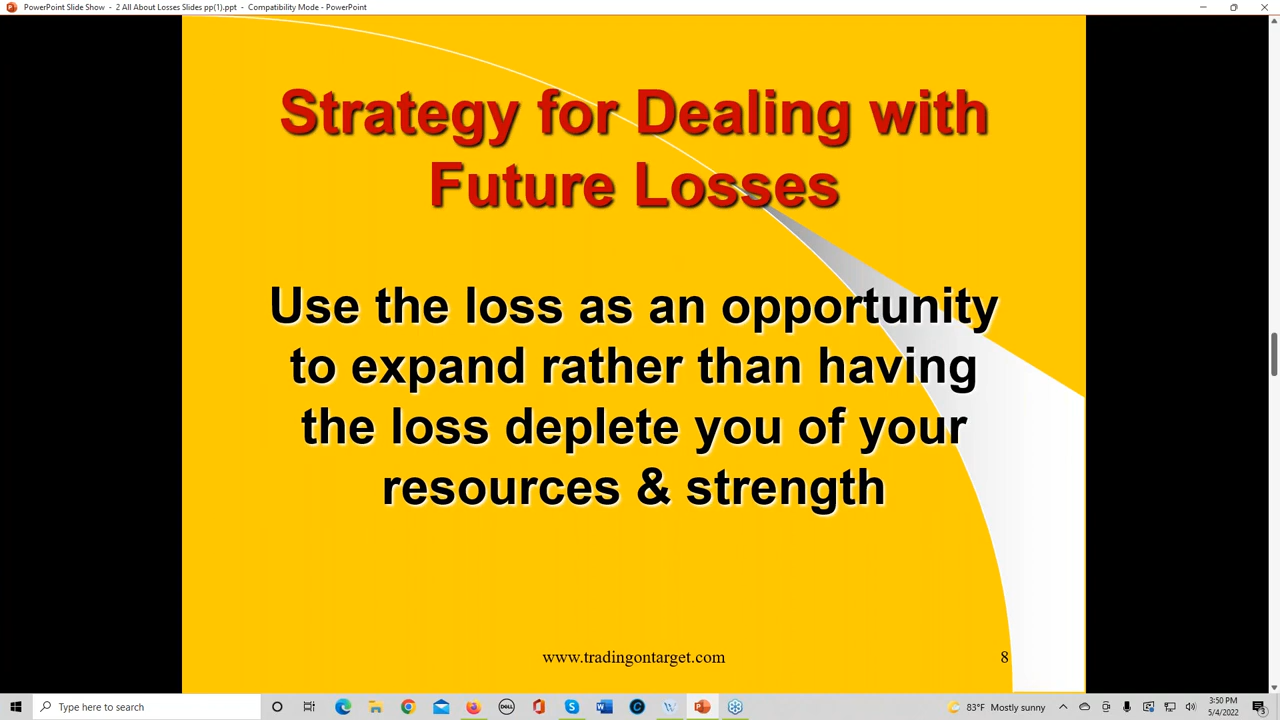 PowerPoint Slide Show - 2 All About Losses Slides pp(1).ppt - Compatibility Mode - PowerPoint
Strategy for Dealing with
Future Losses
Use the loss as an opportunity
to expand rather than having
the loss deplete you of your
resources & strength
www.tradingontarget.com 8
Type here to search
DELL
83°F Mostly sunny
3:50 PM
5/4/2022
3